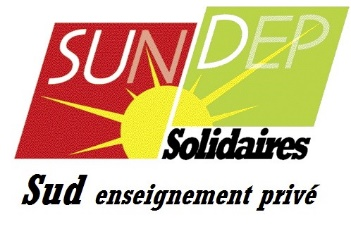 SUNDEP
Solidaires
Sud enseignement privé